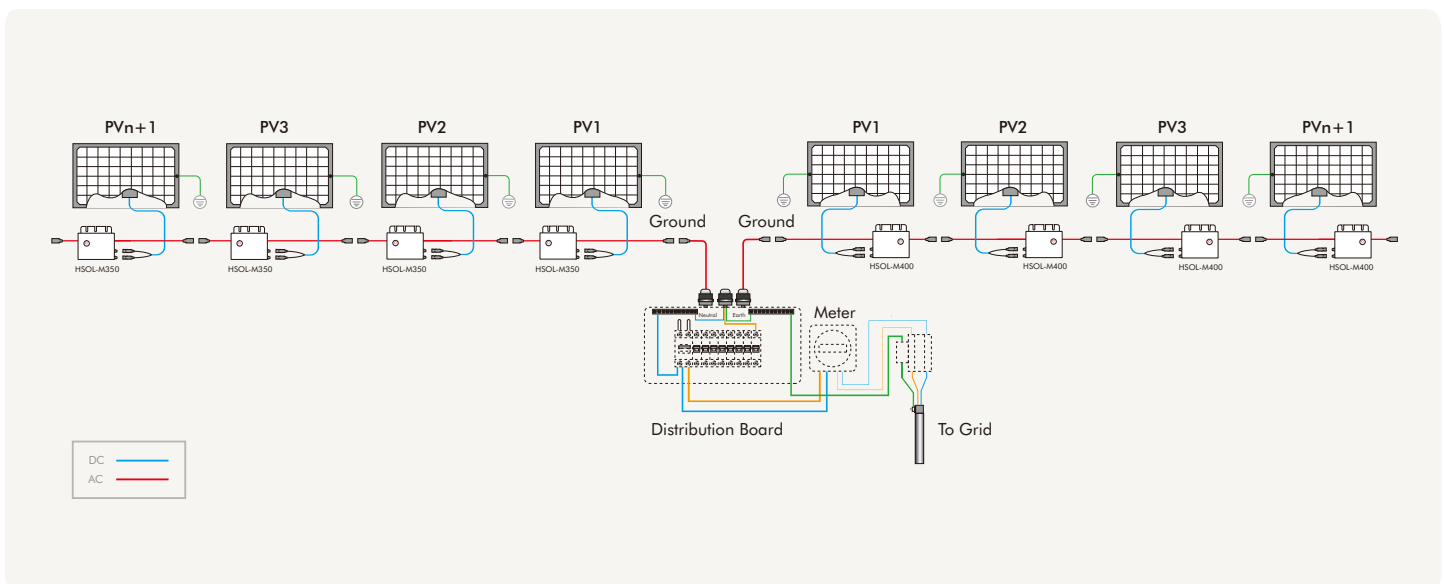 PVn+1 PV3 PV2 PV1 PV1 PV2 PV3 PVn+1
Ground Ground
HSOL-M350 HSOL-M350 HSOL-M350 HSOL-M350 HSOL-M400 HSOL-M400 HSOL-M400 HSOL-M400
Neutral Earth
Meter
Distribution Board
To Grid
DC
AC